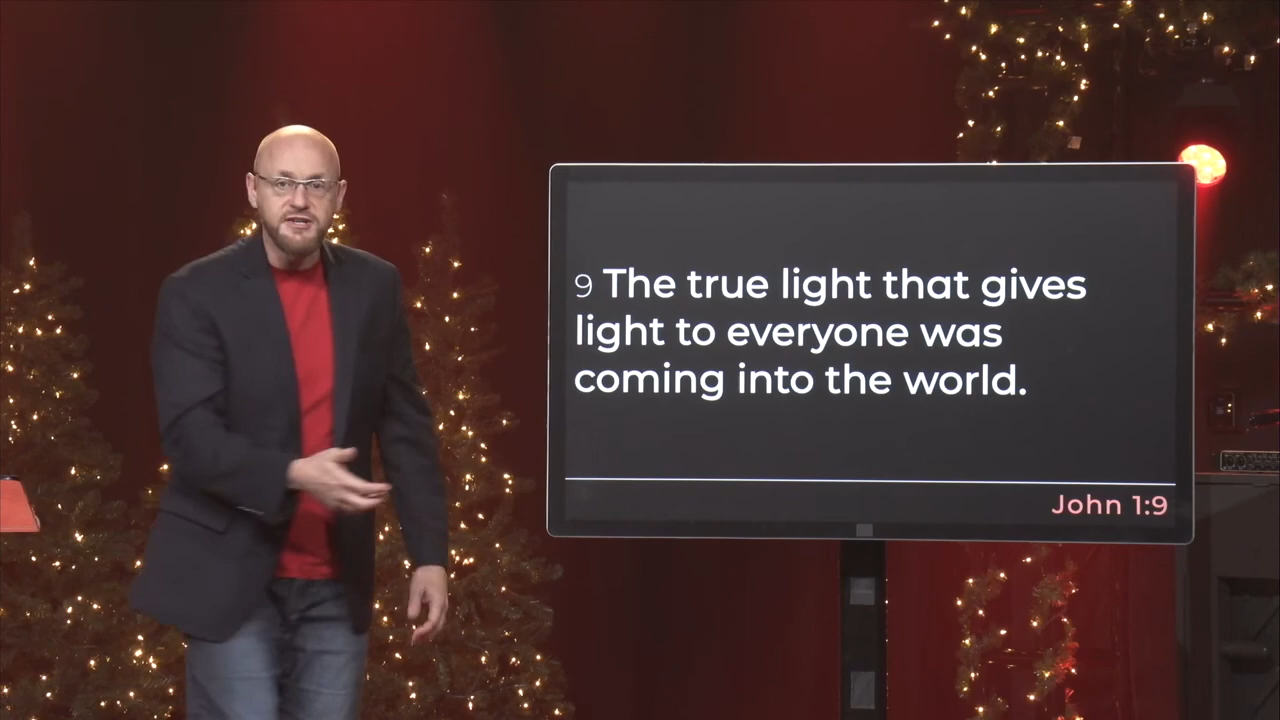 9 The true light that gives
light to everyone was
coming into the world.
John 1:9